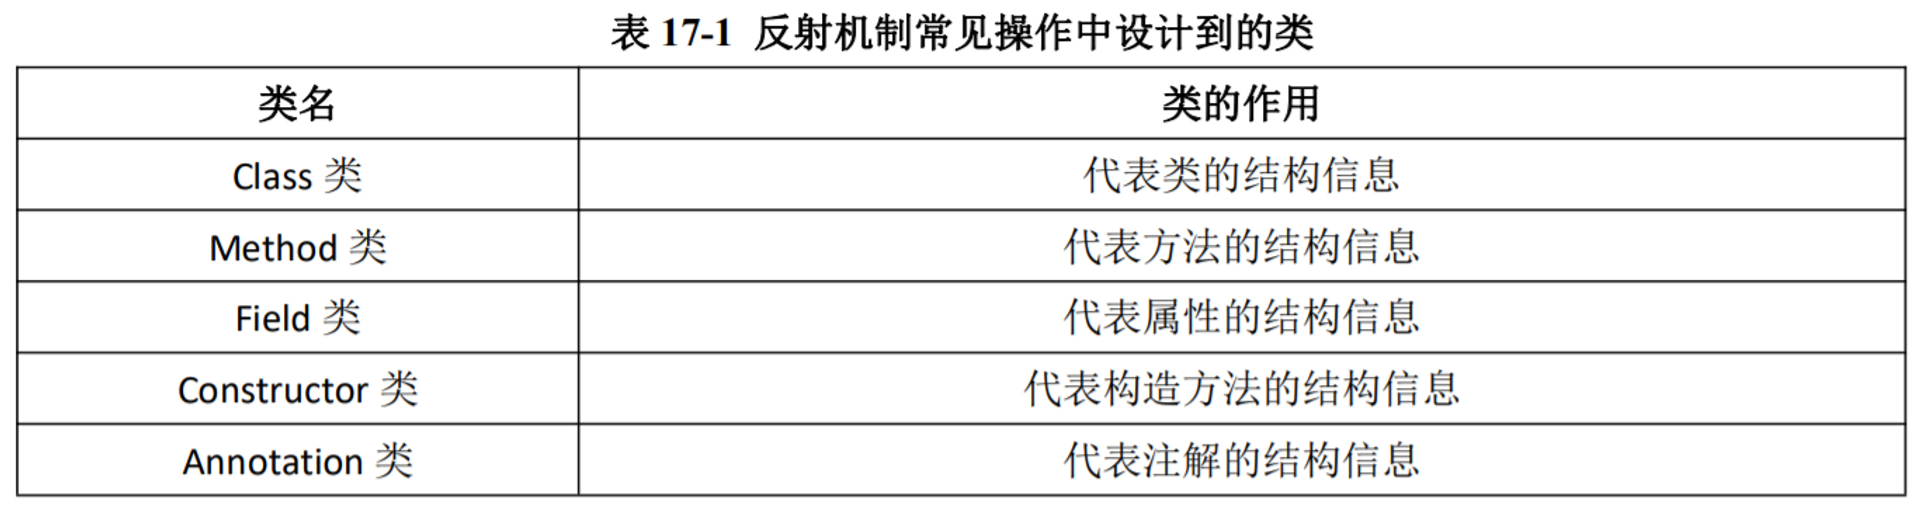 表 17-1 反射机制常见操作中设计到的类
类名 类的作用
Class 类 代表类的结构信息
Method 类 代表方法的结构信息
Field 类 代表属性的结构信息
Constructor 类 代表构造方法的结构信息
Annotation 类 代表注解的结构信息